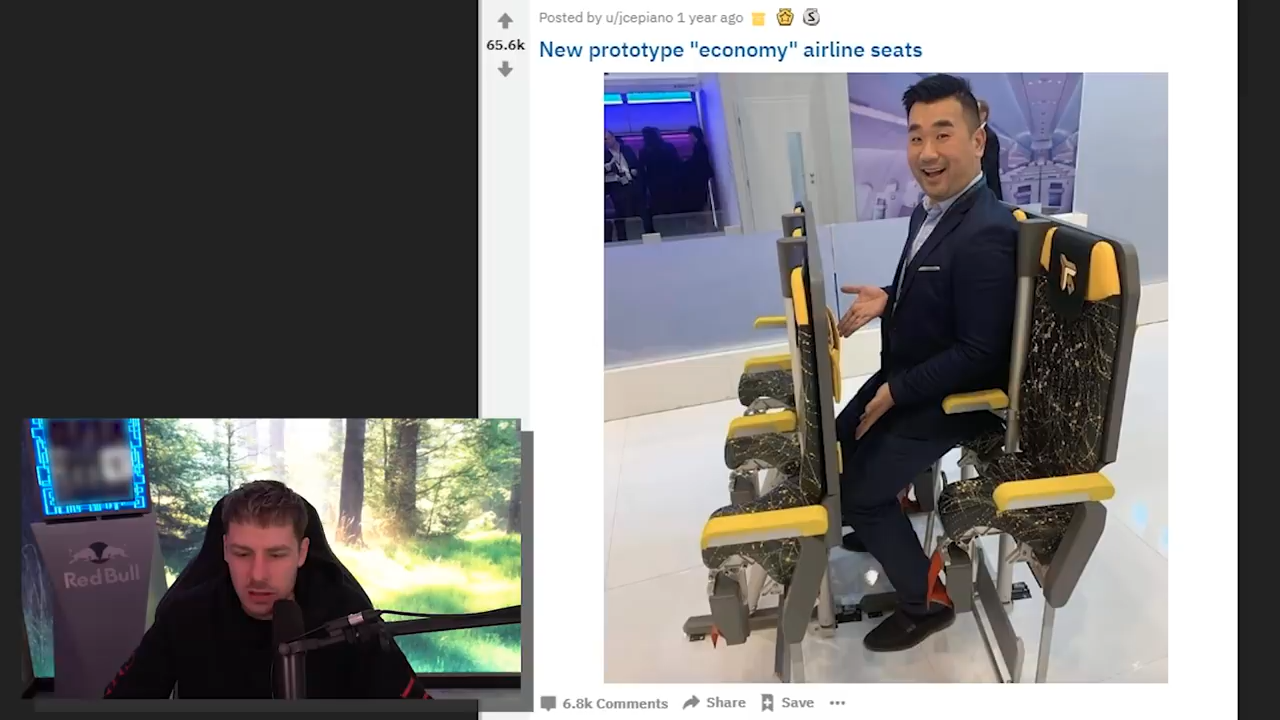 Posted by u/jcepiano 1 year ago
65.6k
New prototype "economy" airline seats
RedBull
6.8k Comments Share Save